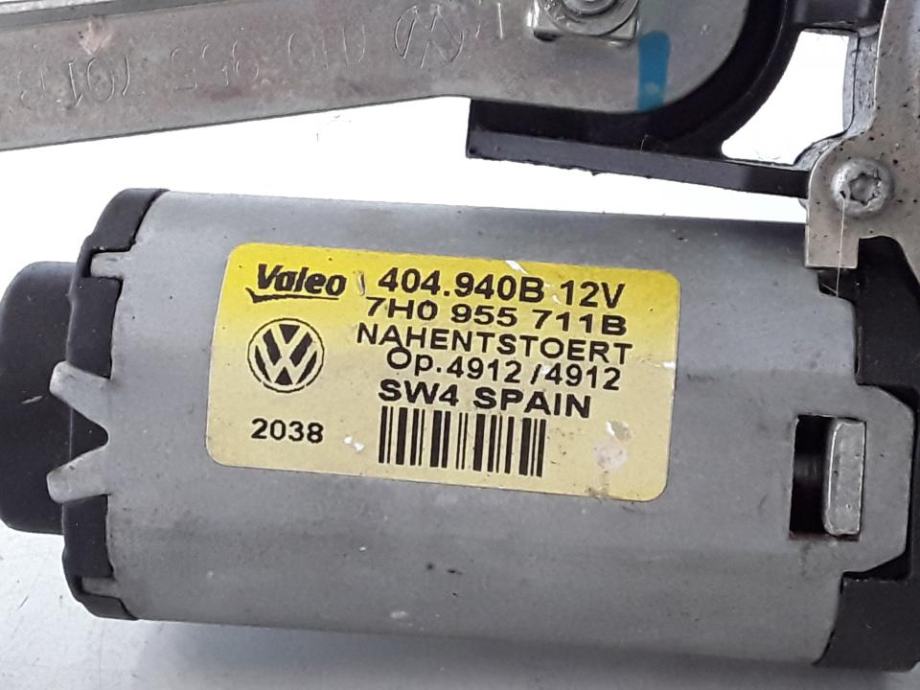 Valeo 404.940B 12V
7H0 955 711B
NAHENTSTOERT
Op.4912/4912
SW4 SPAIN
2038